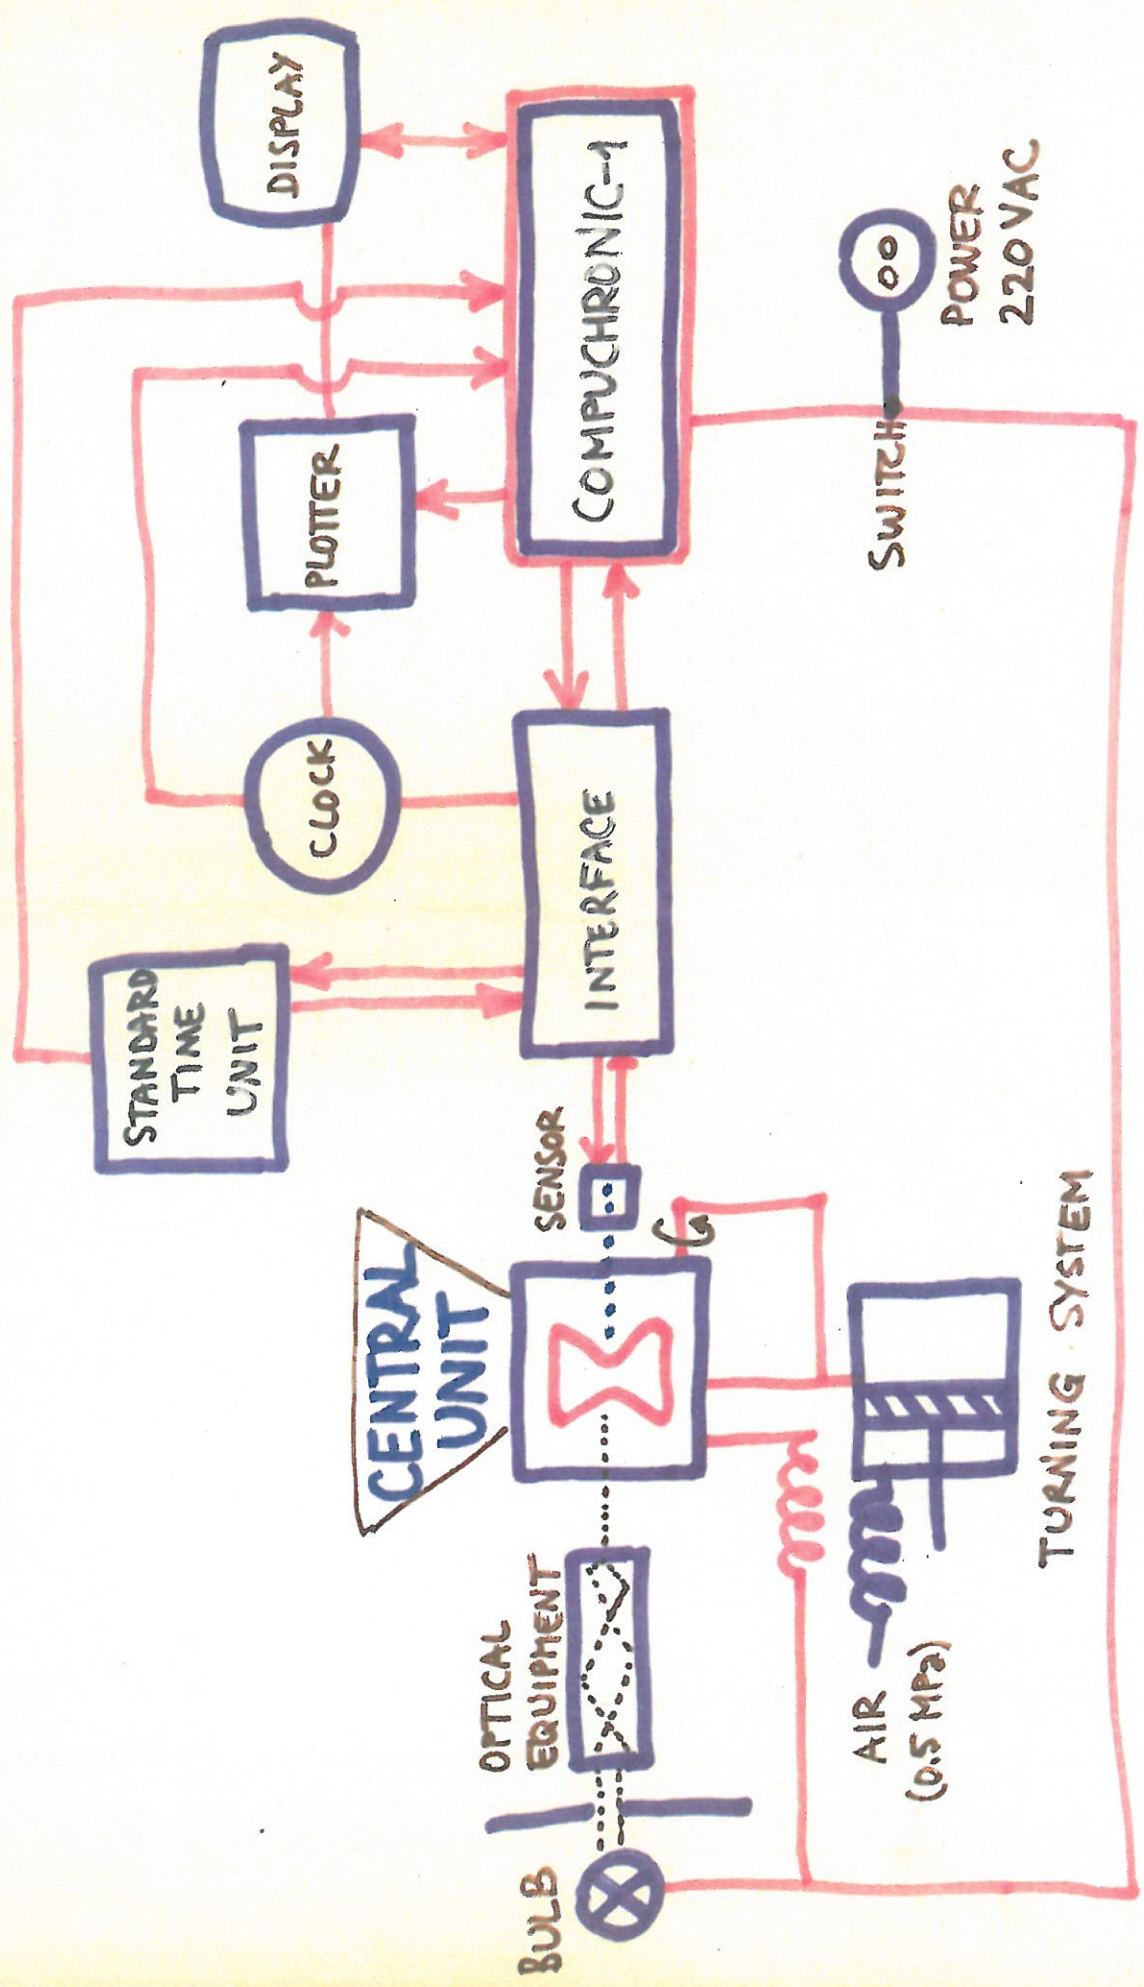 BULB
OPTICAL
EQUIPMENT
CENTRAL
UNIT
SENSOR
STANDARD
TIME
UNIT
INTERFACE
CLOCK
PLOTTER
DISPLAY
COMPUCHRONIC-1
AIR
(0.5 MPa)
TURNING SYSTEM
SWITCH
POWER
220 VAC